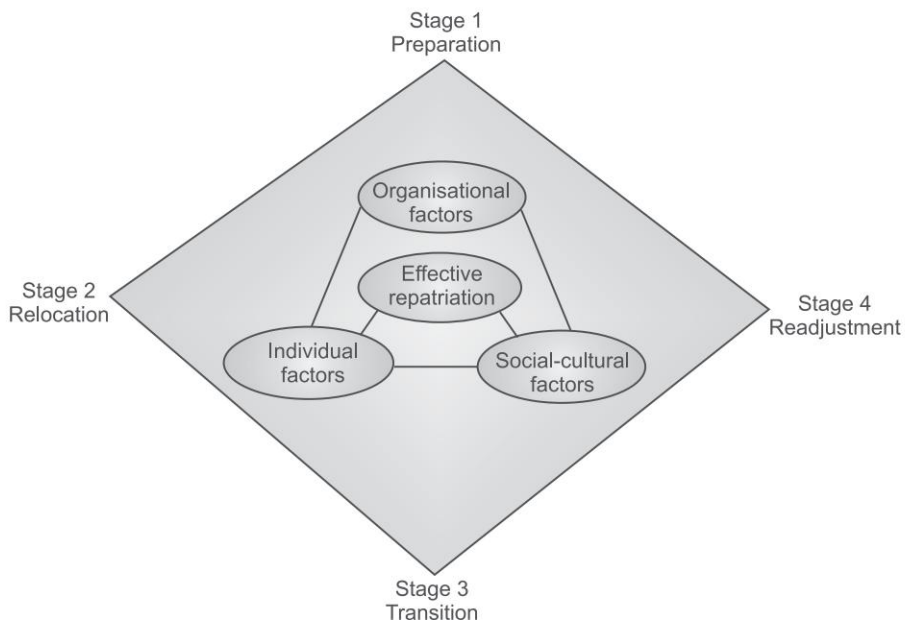 Stage 1
Preparation
Organisational
factors
Effective
repatriation
Stage 2
Relocation
Stage 4
Readjustment
Individual
factors
Social-cultural
factors
Stage 3
Transition